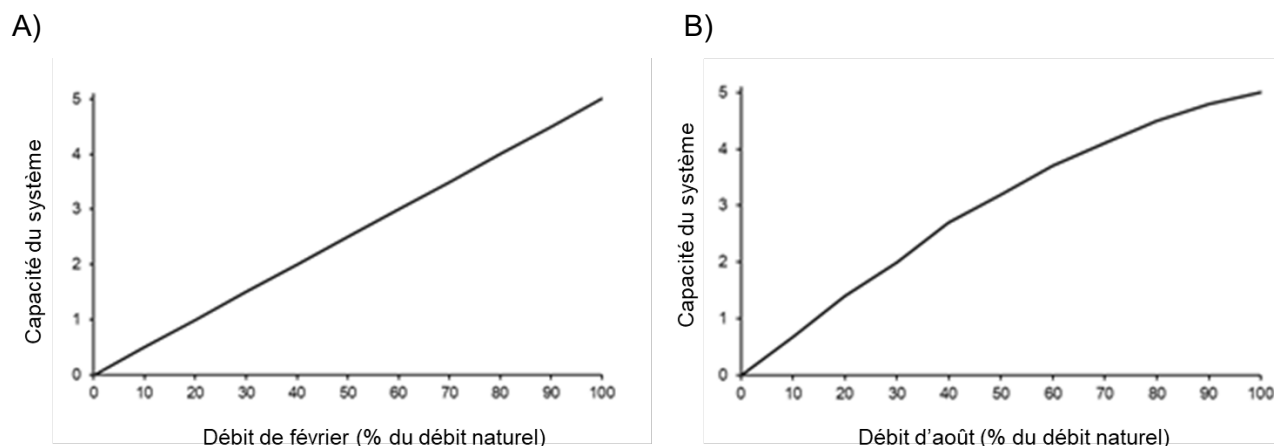 A)
B)
5
4
3
2
1
0
Capacité du système
0 10 20 30 40 50 60 70 80 90 100
Débit de février (% du débit naturel)
5
4
3
2
1
0
Capacité du système
0 10 20 30 40 50 60 70 80 90 100
Débit d'août (% du débit naturel)